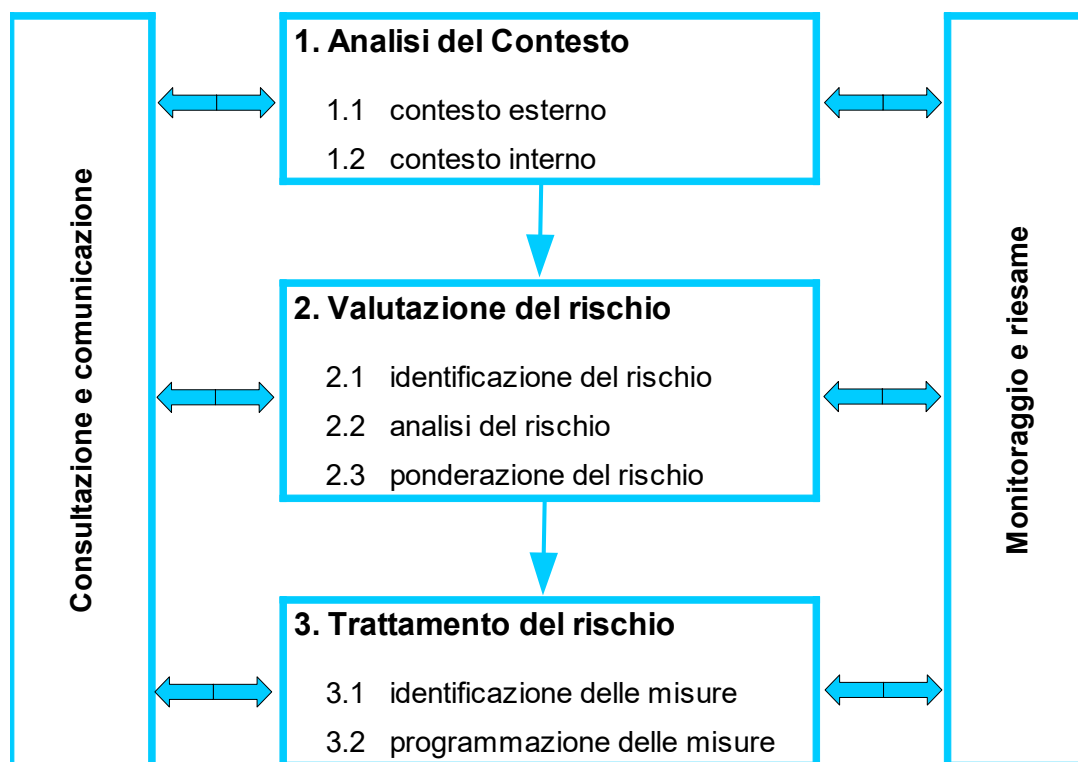 Consultazione e comunicazione
1. Analisi del Contesto
1.1 contesto esterno
1.2 contesto interno
2. Valutazione del rischio
2.1 identificazione del rischio
2.2 analisi del rischio
2.3 ponderazione del rischio
3. Trattamento del rischio
3.1 identificazione delle misure
3.2 programmazione delle misure
Monitoraggio e riesame